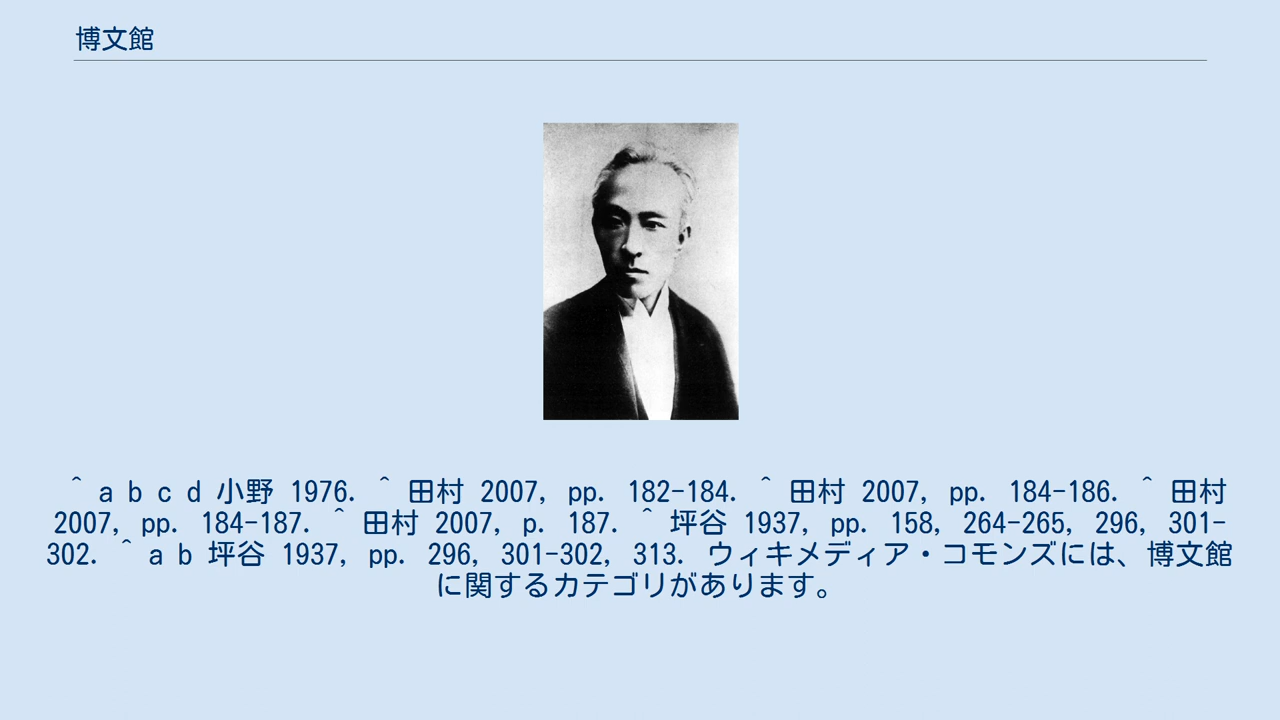 博文館
^ a b c d 小野 1976. ^ 田村 2007, pp. 182-184. ^ 田村 2007, pp. 184-186. ^ 田村
2007, pp. 184-187. ^ 田村 2007, p. 187. ^ 坪谷 1937, pp. 158, 264-265, 296, 301-
302. ^ a b 坪谷 1937, pp. 296, 301-302, 313. ウィキメディア・コモンズには、博文館
に関するカテゴリがあります。